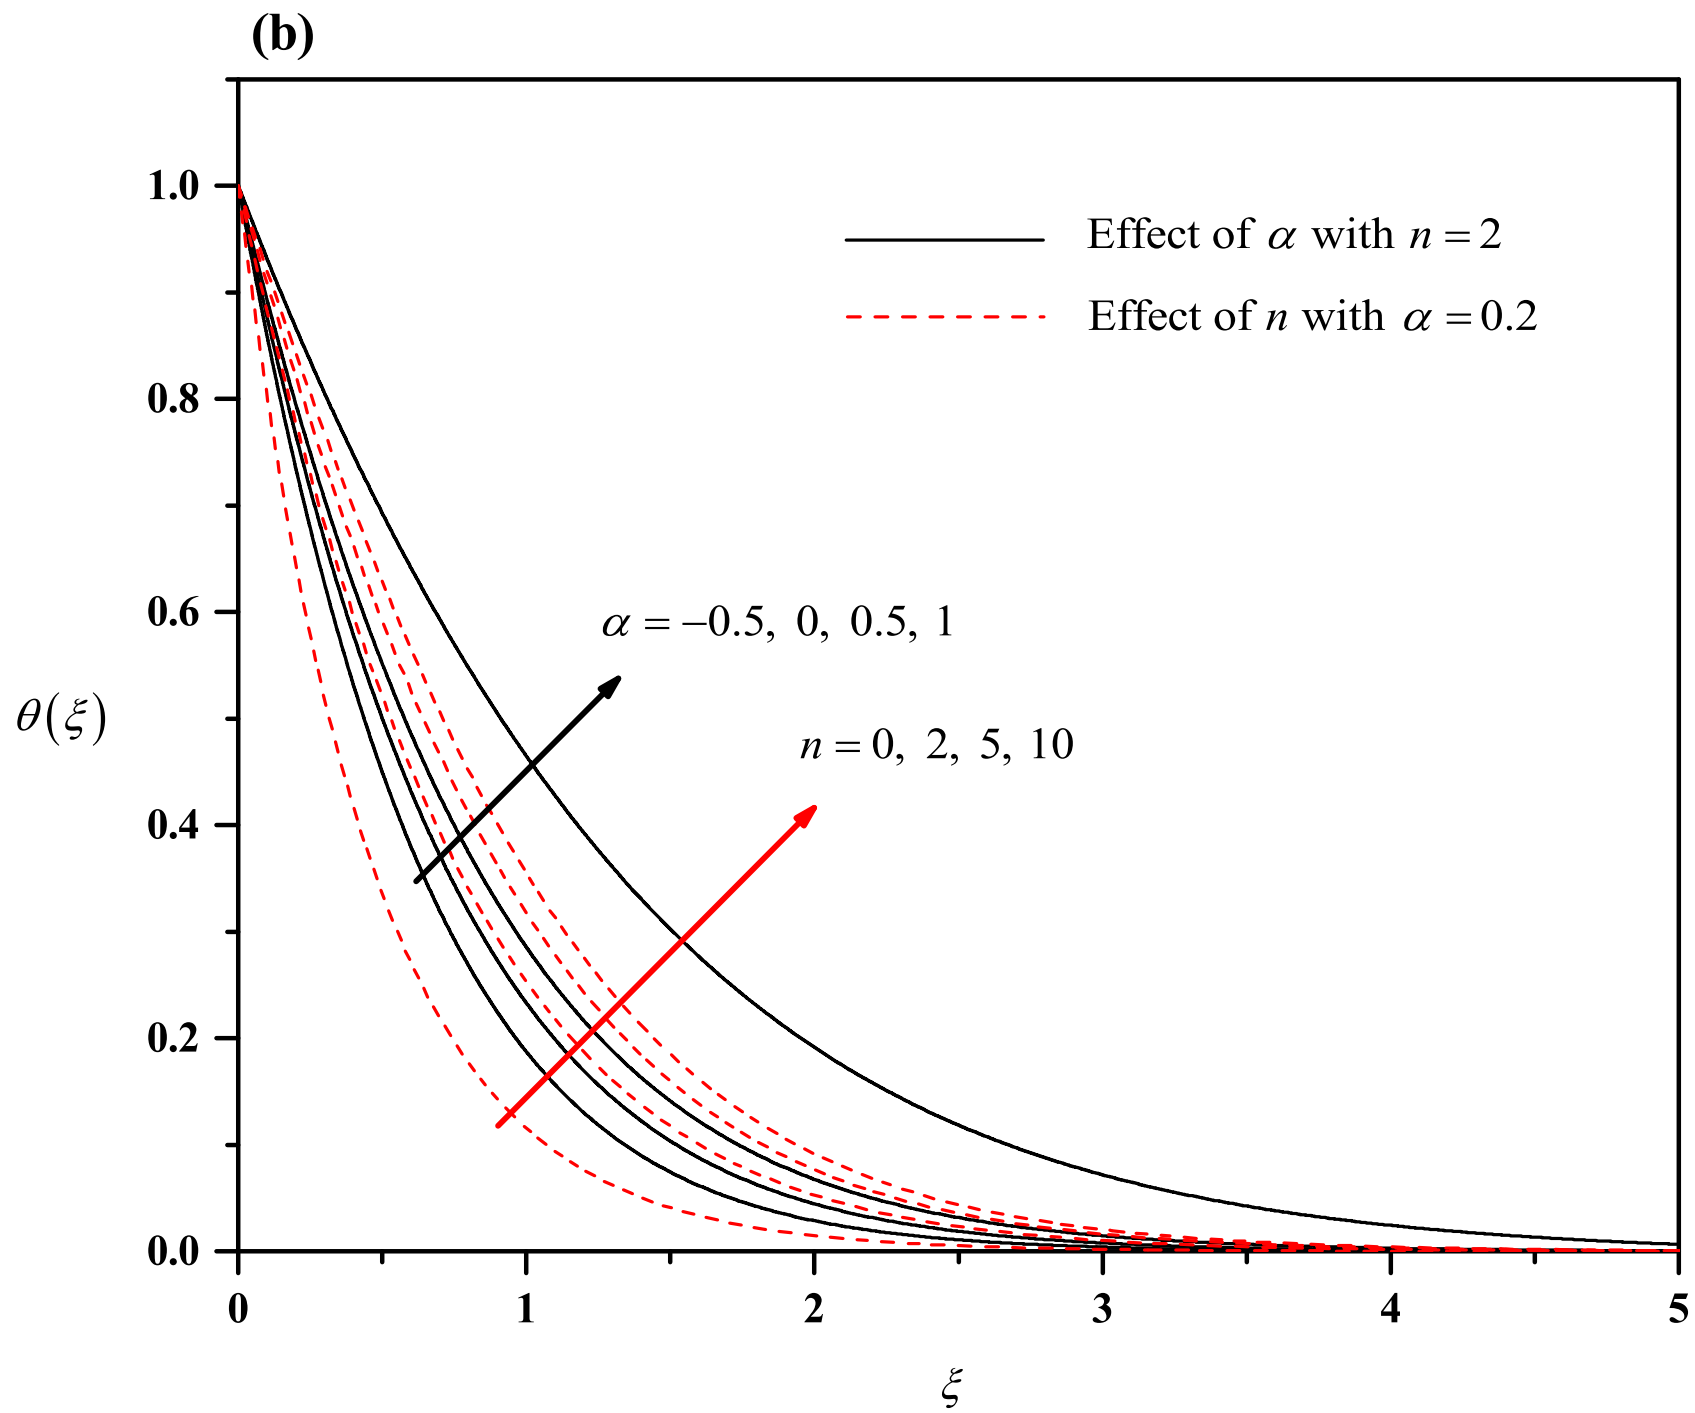 (b)
1.0
0.8
0.6
0.4
0.2
0.0
θ(ξ)
Effect of α with n = 2
Effect of n with α = 0.2
α = −0.5, 0, 0.5, 1
n = 0, 2, 5, 10
0 1 2 3 4 5
ξ